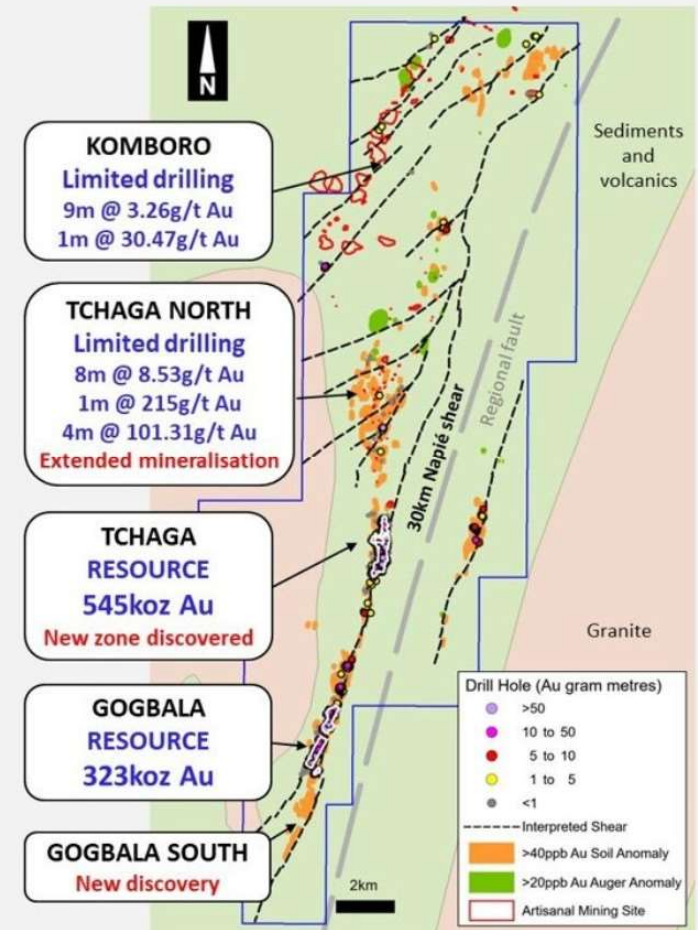 N
KOMBORO
Limited drilling
9m @ 3.26g/t Au
1m @ 30.47g/t Au
Sediments
and
volcanics
TCHAGA NORTH
Limited drilling
8m @ 8.53g/t Au
1m @ 215g/t Au
4m @ 101.31g/t Au
Extended mineralisation
30km Napié shear
Regional fault
TCHAGA
RESOURCE
545koz Au
New zone discovered
Granite
GOGBALA
RESOURCE
323koz Au
GOGBALA SOUTH
New discovery
2km
Drill Hole (Au gram metres)
>50
10 to 50
5 to 10
1 to 5
<1
Interpreted Shear
>40ppb Au Soil Anomaly
>20ppb Au Auger Anomaly
Artisanal Mining Site